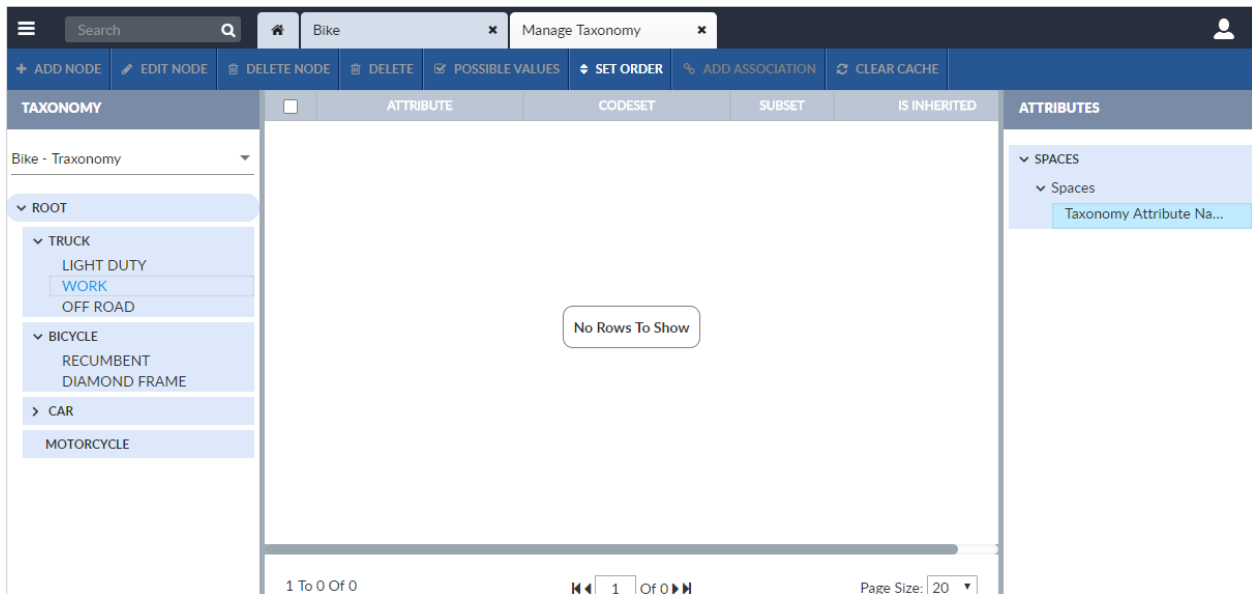 Search
Bike
Manage Taxonomy
ADD NODE EDIT NODE DELETE NODE DELETE POSSIBLE VALUES SET ORDER ADD ASSOCIATION CLEAR CACHE
TAXONOMY
Bike - Traxonomy
ROOT
TRUCK
LIGHT DUTY
WORK
OFF ROAD
BICYCLE
RECUMBENT
DIAMOND FRAME
CAR
MOTORCYCLE
ATTRIBUTE CODESET SUBSET IS INHERITED
No Rows To Show
1 To 0 Of 0
1 Of 0
Page Size: 20
ATTRIBUTES
SPACES
Spaces
Taxonomy Attribute Na...